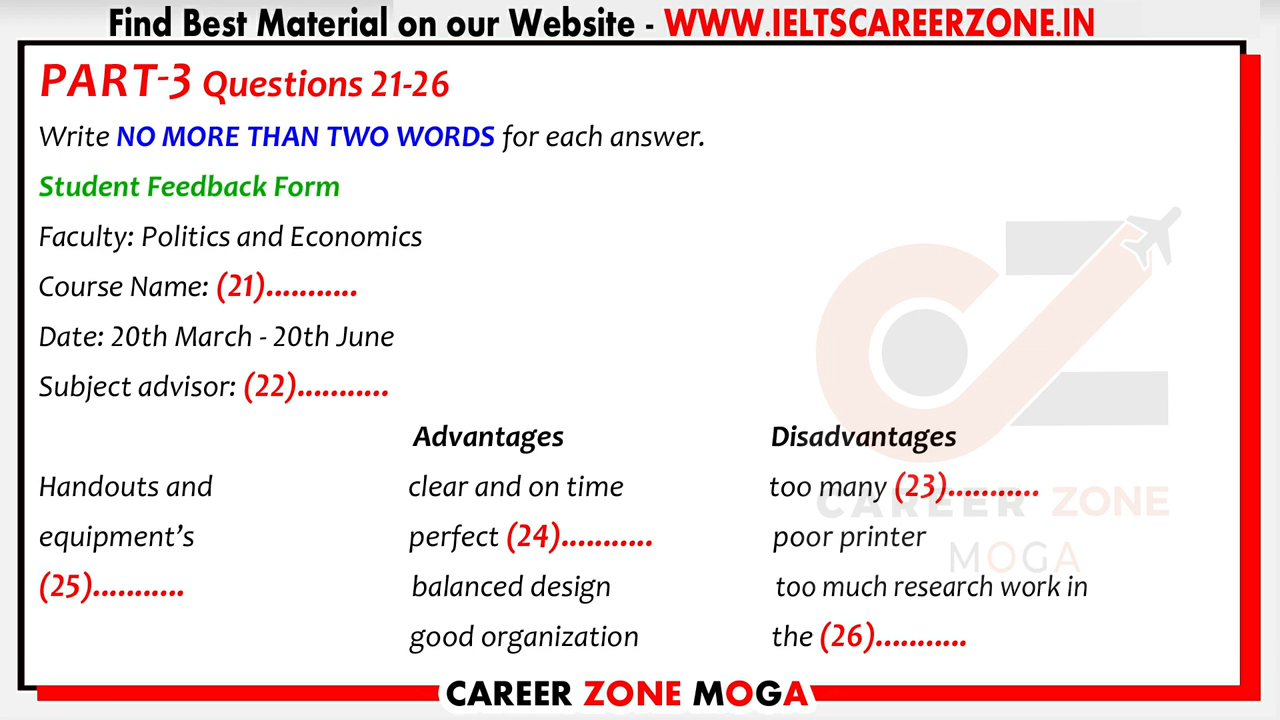 Find Best Material on our Website - WWW.IELTSCAREERZONE.IN
PART-3 Questions 21-26
Write NO MORE THAN TWO WORDS for each answer.
Student Feedback Form
Faculty: Politics and Economics
Course Name: (21)...........
Date: 20th March - 20th June
Subject advisor: (22)...........
Advantages Disadvantages
Handouts and clear and on time too many (23)...........
CAREER ZONE
equipment's perfect (24)........... poor printer
MOGA
(25)........... balanced design too much research work in
good organization the (26)...........
CAREER ZONE MOGA